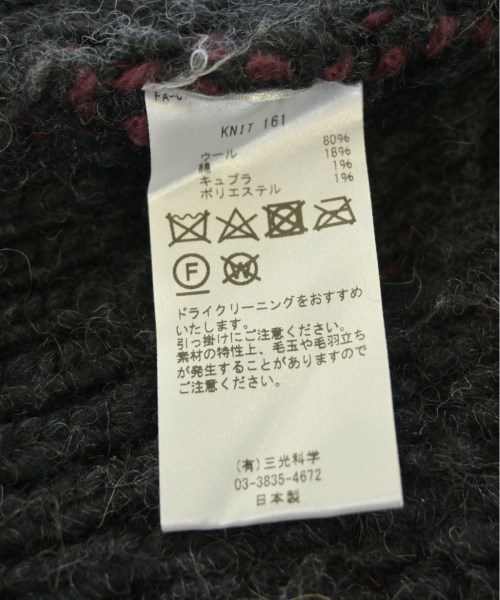 KNIT 161
ウール 80%
綿 18%
キュプラ 1%
ポリエステル 1%
F
W
ドライクリーニングをおすすめ
いたします。
引っ掛けにご注意ください。
素材の特性上、毛玉や毛羽立ち
が発生することがありますので
ご注意ください。
(有)三光科学
03-3835-4672
日本製